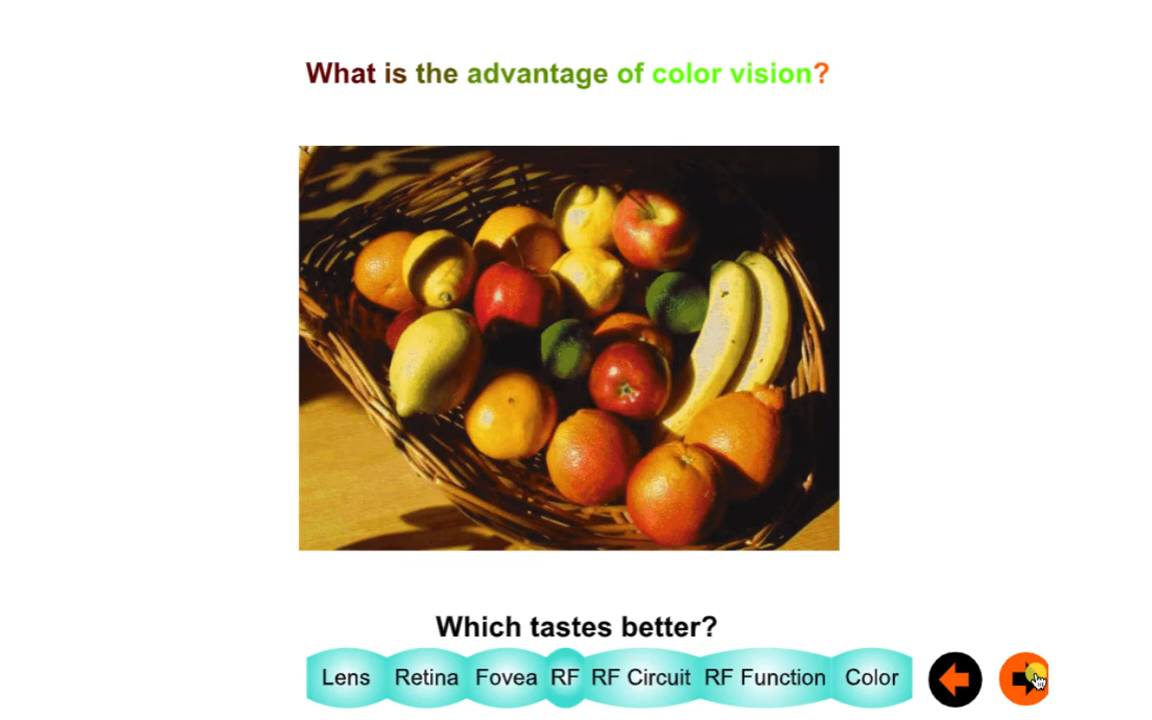 What is the advantage of color vision?
Which tastes better?
Lens Retina Fovea RF RF Circuit RF Function Color